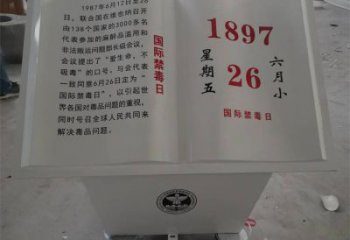 1987年6月12日至26
日，联合国在维也纳召开
由138个国家的3000多名
代表参加的麻醉品滥用和
非法贩运问题部长级会议，
会议提出了“爱生命，不
吸毒”的口号。与会代表
一致同意6月26日定为“
国际禁毒日”，以引起世
界各国对毒品问题的重视，
同时号召全球人民共同来
解决毒品问题。
国际禁毒日
1897
星期五
26
六月小
国际禁毒日